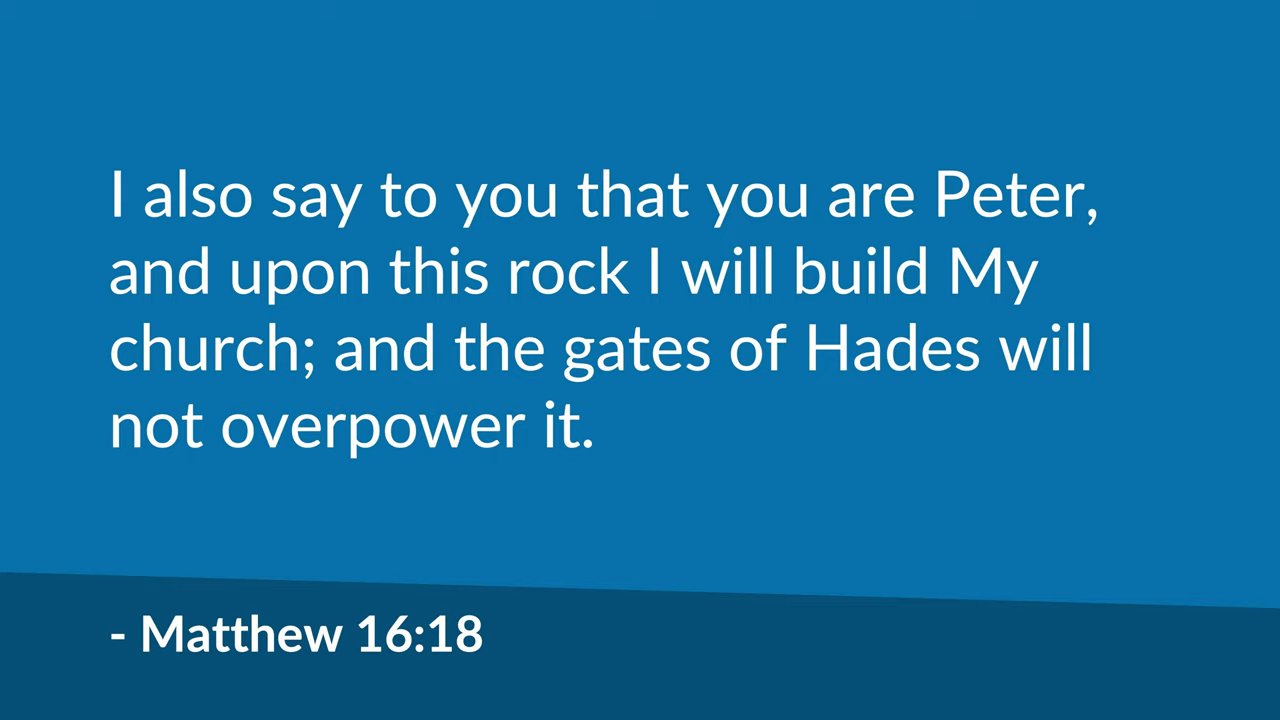 I also say to you that you are Peter,
and upon this rock I will build My
church; and the gates of Hades will
not overpower it.
- Matthew 16:18